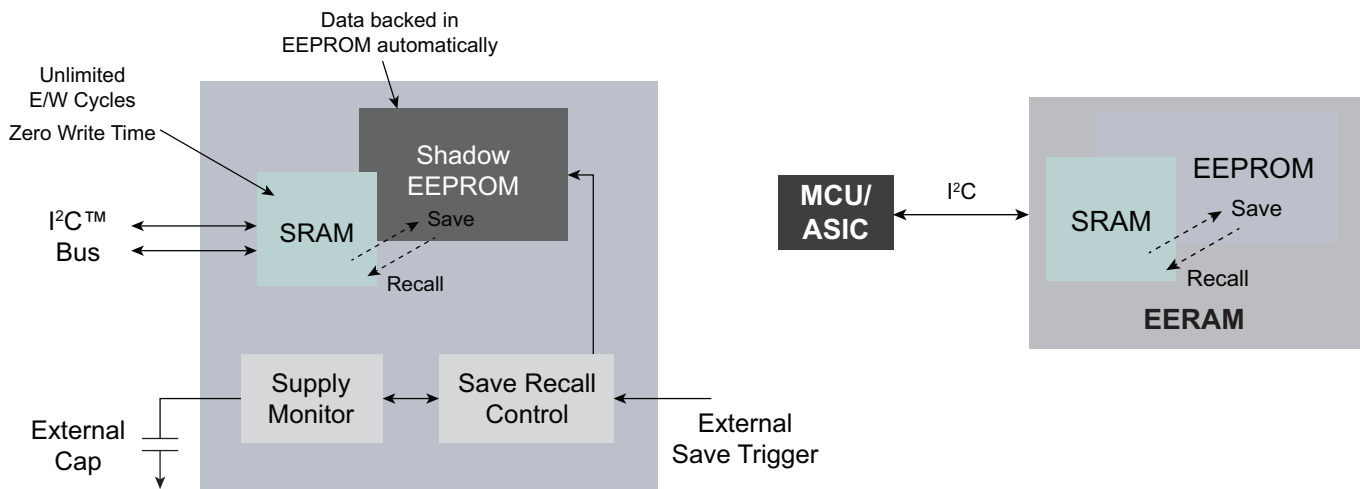 Data backed in
EEPROM automatically
Unlimited
E/W Cycles
Zero Write Time
Shadow
EEPROM
SRAM
Save
Recall
I²C™
Bus
Supply
Monitor
Save Recall
Control
External
Cap
External
Save Trigger
MCU/
ASIC
I²C
EEPROM
SRAM
Save
Recall
EERAM